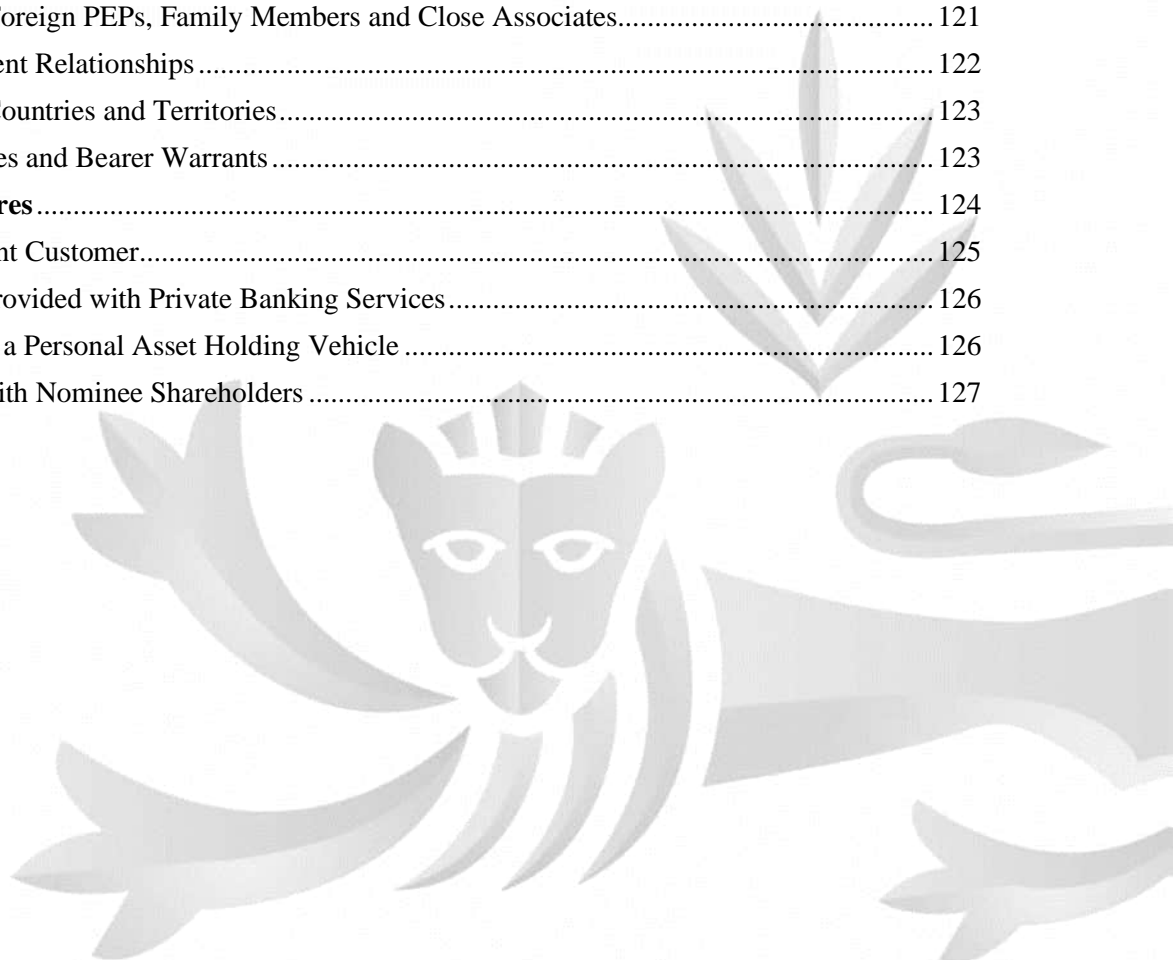 oreign PEPs, Family Members and Close Associates................................................ 121
ent Relationships.................................................................................................... 122
ountries and Territories......................................................................................... 123
es and Bearer Warrants.......................................................................................... 123
res.......................................................................................................................... 124
nt Customer............................................................................................................ 125
rovided with Private Banking Services................................................................... 126
a Personal Asset Holding Vehicle.......................................................................... 126
ith Nominee Shareholders...................................................................................... 127